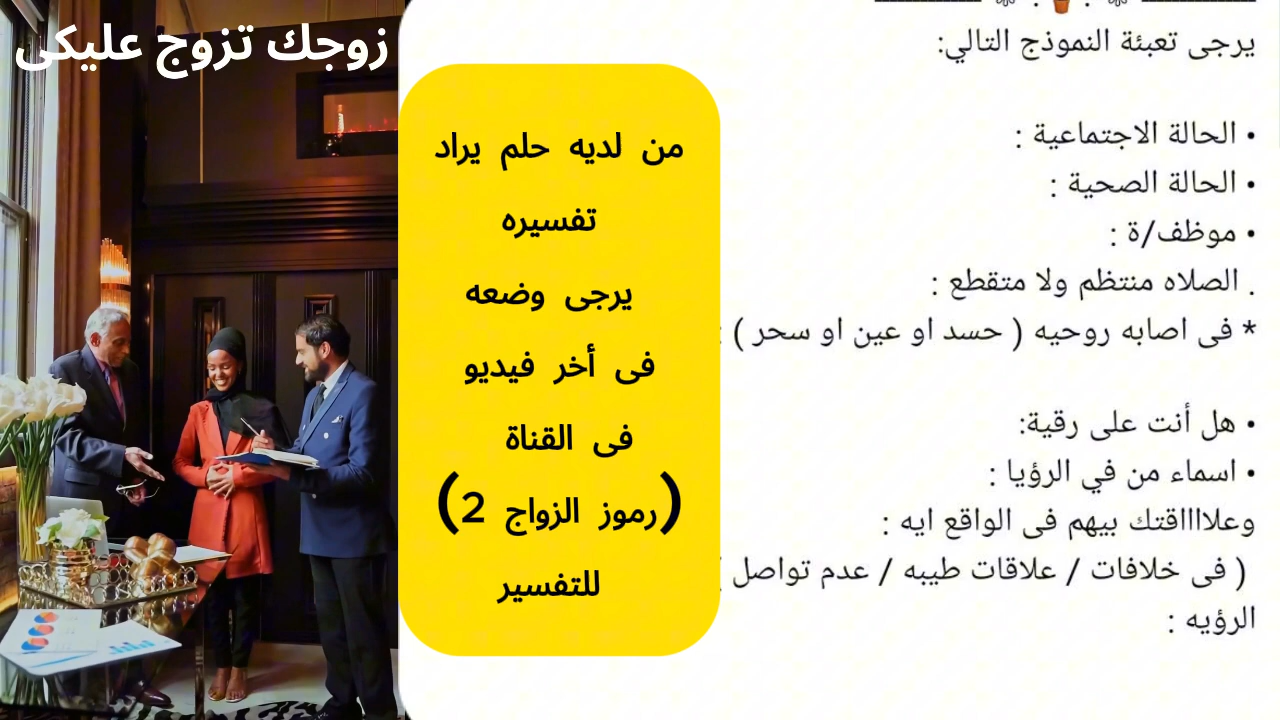 زوجك تزوج عليكى
من لديه حلم يراد
تفسيره
يرجى وضعه
فى أخر فيديو
فى القناة
(رموز الزواج 2)
للتفسير
يرجى تعبئة النموذج التالي:
• الحالة الاجتماعية :
• الحالة الصحية :
• موظف/ة :
. الصلاه منتظم ولا متقطع :
* فى اصابه روحيه ( حسد او عين او سحر ) :
• هل أنت على رقية:
• اسماء من في الرؤيا :
وعلااااقتك بيهم فى الواقع ايه :
( فى خلافات / علاقات طيبه / عدم تواصل )
الرؤيه :